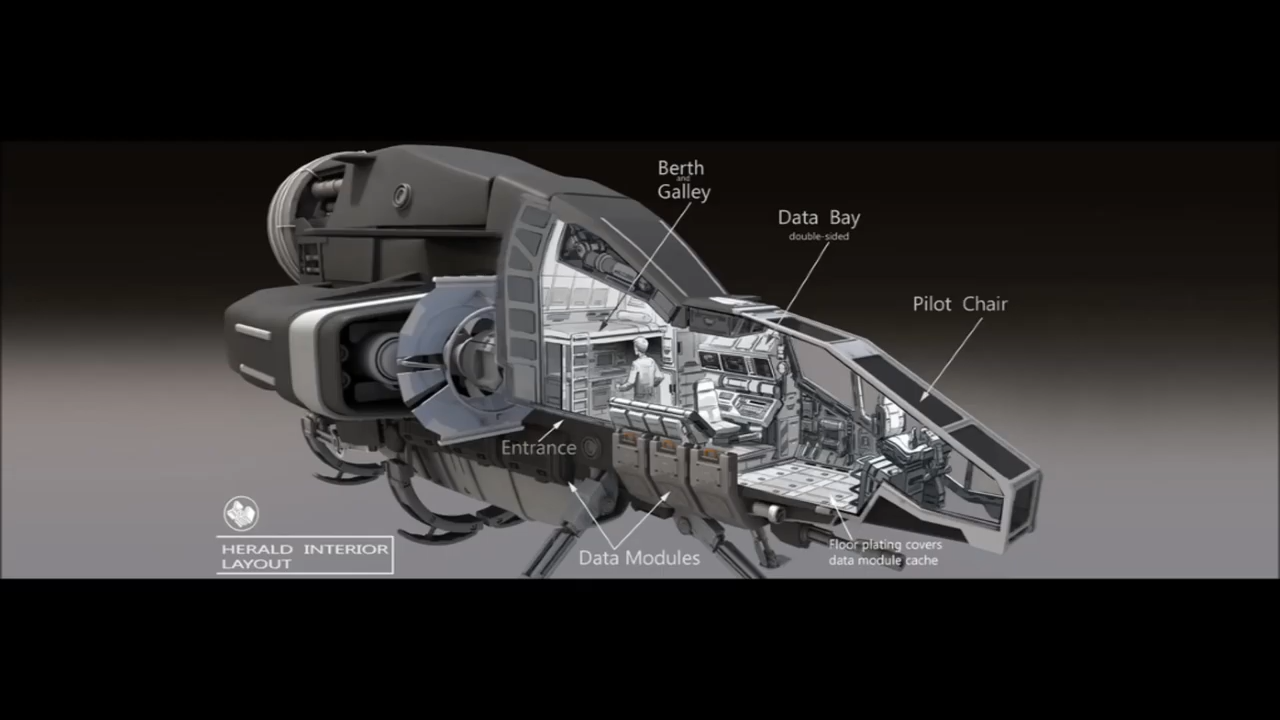 Berth
and
Galley
Data Bay
double-sided
Pilot Chair
Entrance
Data Modules
Floor plating covers
data module cache
HERALD INTERIOR
LAYOUT